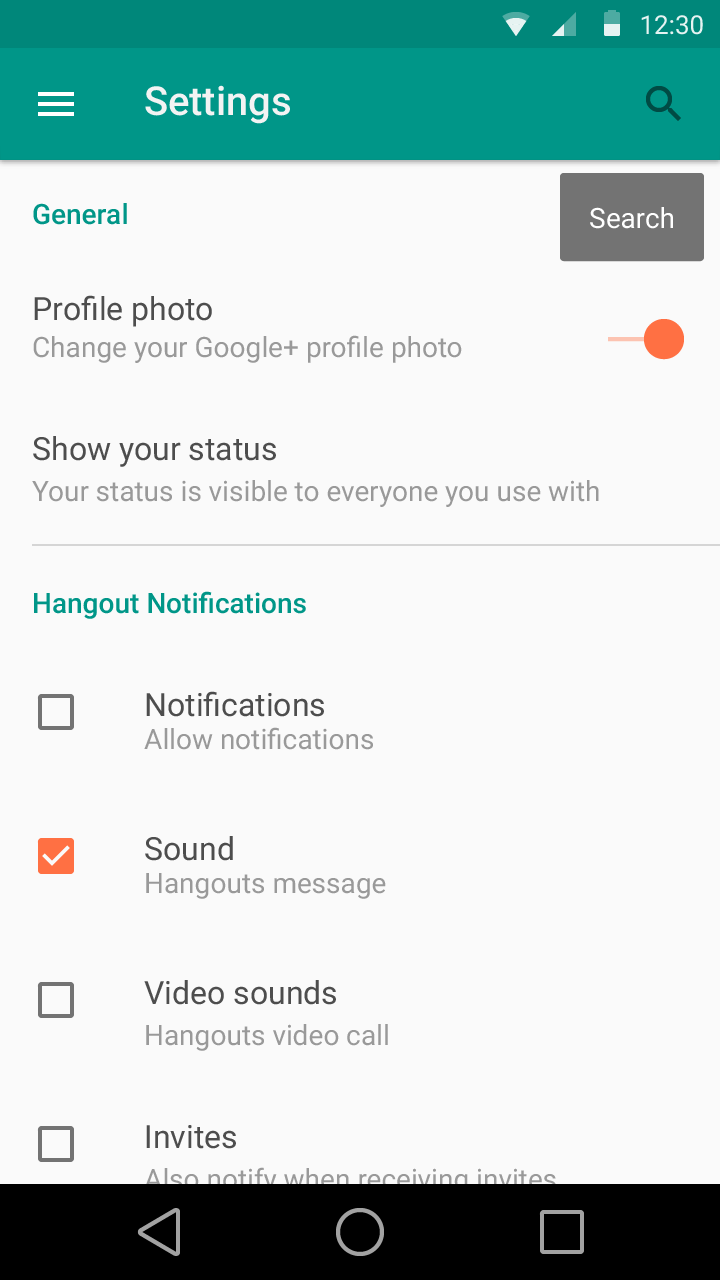 12:30
Settings
General
Search
Profile photo
Change your Google+ profile photo
Show your status
Your status is visible to everyone you use with
Hangout Notifications
Notifications
Allow notifications
Sound
Hangouts message
Video sounds
Hangouts video call
Invites
Also notify when receiving invites